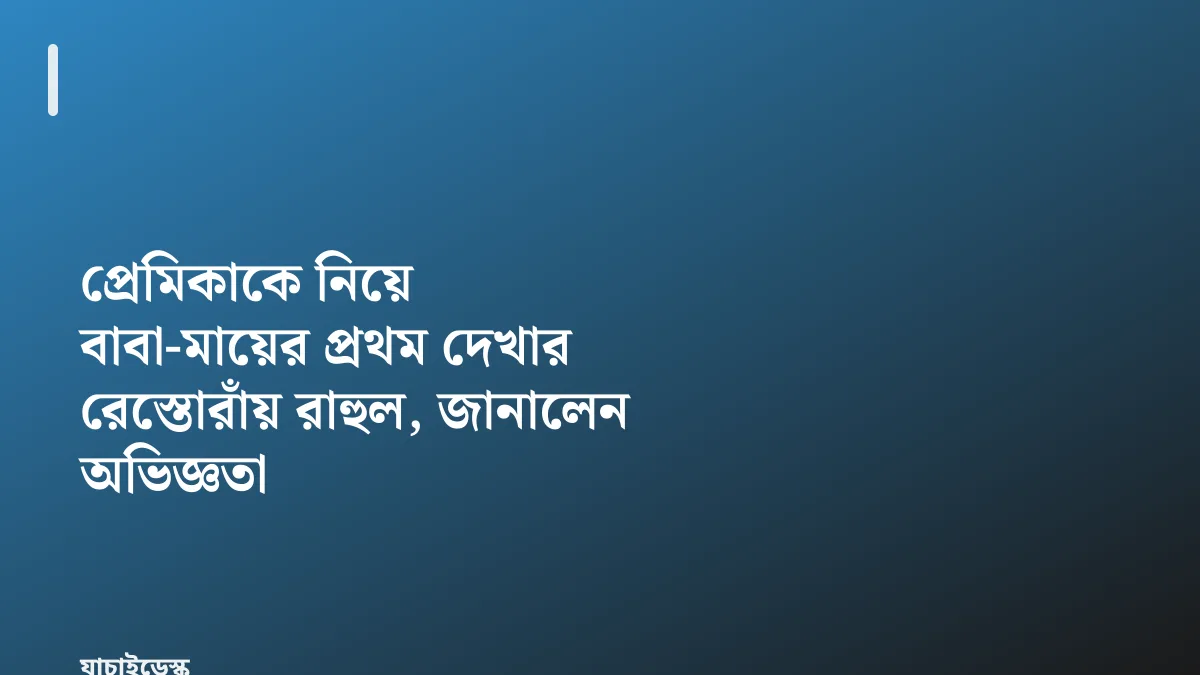 প্রেমিকাকে নিয়ে
বাবা-মায়ের প্রথম দেখার
রেস্তোরাঁয় রাহুল, জানালেন
অভিজ্ঞতা
যাচাইডেস্ক